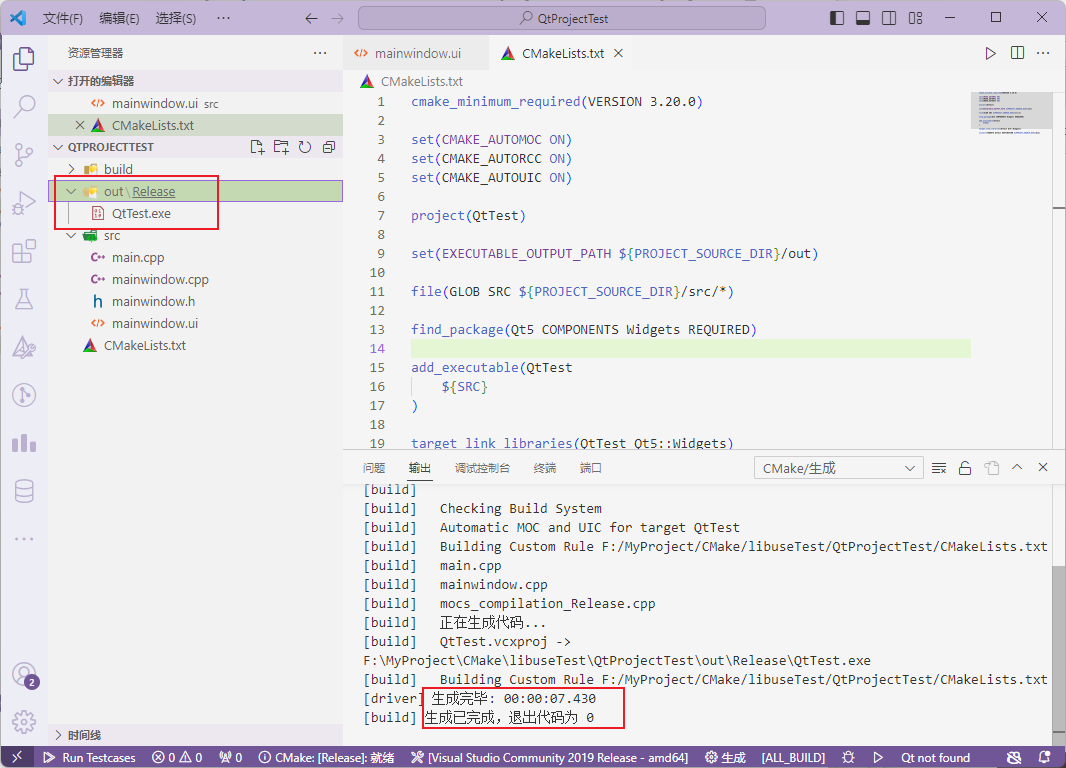 文件(F) 编辑(E) 选择(S) ··· QtProjectTest
资源管理器 ···
打开的编辑器
mainwindow.ui src
CMakeLists.txt
QTPROJECTTEST
build
out\Release
QtTest.exe
src
main.cpp
mainwindow.cpp
mainwindow.h
mainwindow.ui
CMakeLists.txt
时间线
2
mainwindow.ui CMakeLists.txt
CMakeLists.txt
1 cmake_minimum_required(VERSION 3.20.0)
2
3 set(CMAKE_AUTOMOC ON)
4 set(CMAKE_AUTORCC ON)
5 set(CMAKE_AUTOUIC ON)
6
7 project(QtTest)
8
9 set(EXECUTABLE_OUTPUT_PATH ${PROJECT_SOURCE_DIR}/out)
10
11 file(GLOB SRC ${PROJECT_SOURCE_DIR}/src/*)
12
13 find_package(Qt5 COMPONENTS Widgets REQUIRED)
14
15 add_executable(QtTest
16 ${SRC}
17 )
18
19 target_link_libraries(QtTest Qt5::Widgets)
问题 输出 调试控制台 终端 端口 CMake/生成
[build]
[build] Checking Build System
[build] Automatic MOC and UIC for target QtTest
[build] Building Custom Rule F:/MyProject/CMake/libuseTest/QtProjectTest/CMakeLists.txt
[build] main.cpp
[build] mainwindow.cpp
[build] mocs_compilation_Release.cpp
[build] 正在生成代码...
[build] QtTest.vcxproj ->
F:\MyProject\CMake\libuseTest\QtProjectTest\out\Release\QtTest.exe
[build] Building Custom Rule F:/MyProject/CMake/libuseTest/QtProjectTest/CMakeLists.txt
[driver] 生成完毕: 00:00:07.430
[build] 生成已完成，退出代码为 0
Run Testcases 0 0 0 CMake: [Release]: 就绪 [Visual Studio Community 2019 Release - amd64] 生成 [ALL_BUILD] Qt not found